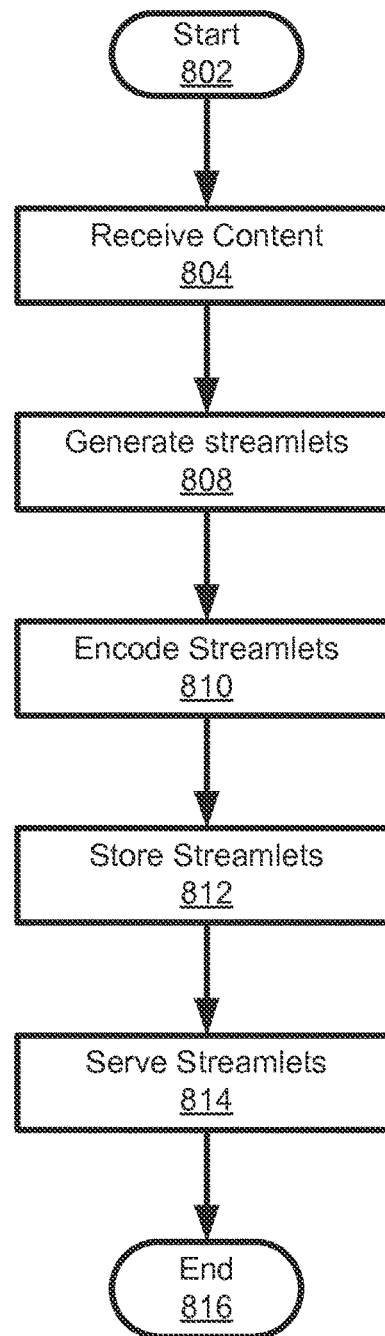 Start
802
Receive Content
804
Generate streamlets
808
Encode Streamlets
810
Store Streamlets
812
Serve Streamlets
814
End
816